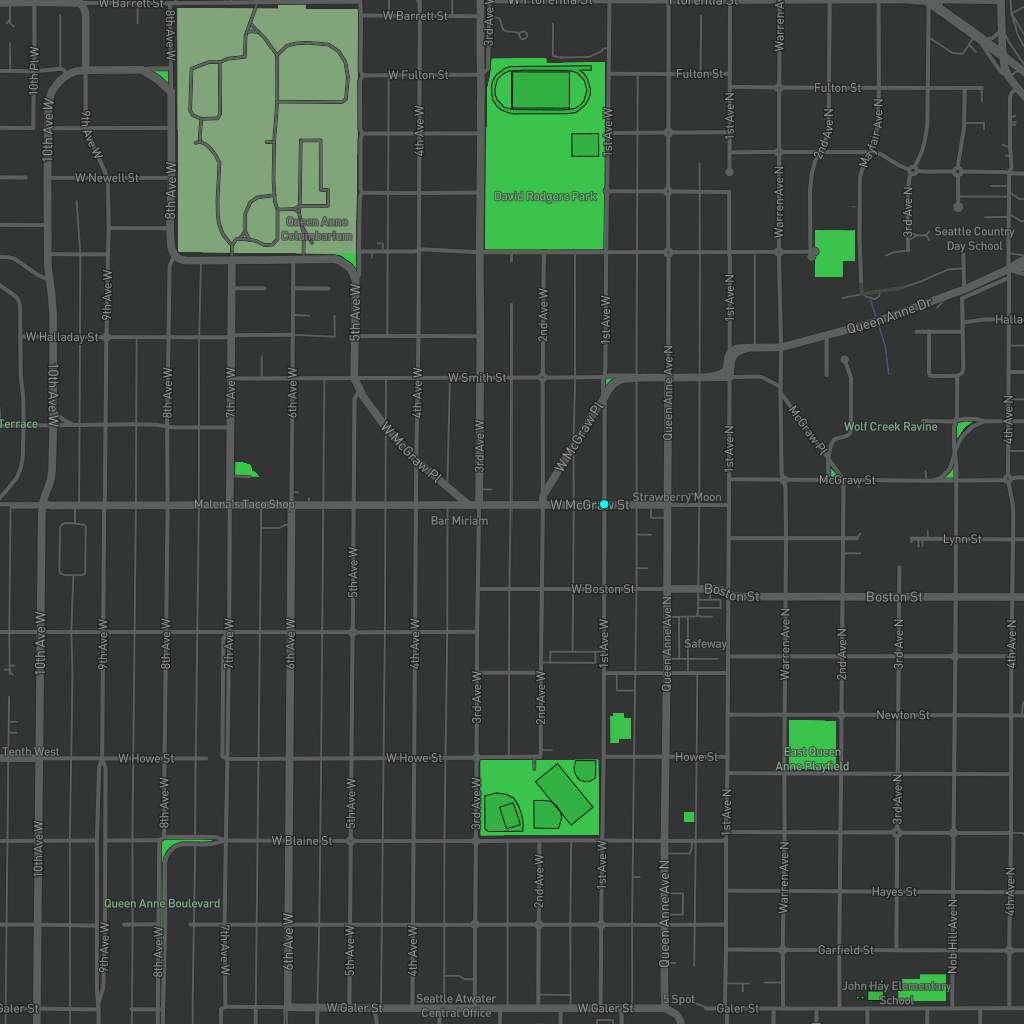 W Barrett St
W Barrett St
W Florentia St
Florentia St
10th Pl W
8th Ave W
3rd Ave W
Warren Ave N
W Fulton St
Fulton St
Fulton St
10th Ave W
9th Ave W
4th Ave W
1st Ave W
1st Ave N
2nd Ave N
Mayfair Ave N
W Newell St
8th Ave W
David Rodgers Park
Warren Ave N
3rd Ave N
Queen Anne
Columbarium
Seattle Country
Day School
9th Ave W
5th Ave W
2nd Ave W
1st Ave W
1st Ave N
Queen Anne Dr
W Halladay St
Halla
10th Ave W
8th Ave W
7th Ave W
6th Ave W
4th Ave W
W Smith St
Queen Anne Ave N
4th Ave N
Terrace
W McGraw Pl
3rd Ave W
W McGraw Pl
1st Ave N
McGraw Pl
Wolf Creek Ravine
McGraw St
Malena's Taco Shop
Strawberry Moon
W McGraw St
Bar Miriam
Lynn St
5th Ave W
W Boston St
Boston St
Boston St
10th Ave W
9th Ave W
8th Ave W
7th Ave W
6th Ave W
4th Ave W
1st Ave W
Queen Anne Ave N
Safeway
Warren Ave N
2nd Ave N
3rd Ave N
4th Ave N
3rd Ave W
2nd Ave W
Newton St
Tenth West
W Howe St
W Howe St
Howe St
East Queen
Anne Playfield
8th Ave W
5th Ave W
3rd Ave W
1st Ave N
3rd Ave N
10th Ave W
W Blaine St
2nd Ave W
1st Ave W
Queen Anne Ave N
Warren Ave N
Hayes St
4th Ave N
Queen Anne Boulevard
9th Ave W
8th Ave W
7th Ave W
6th Ave W
5th Ave W
4th Ave W
Nob Hill Ave N
Garfield St
John Hay Elementary
School
Galer St
W Galer St
Seattle Atwater
Central Office
W Galer St
5 Spot
Galer St